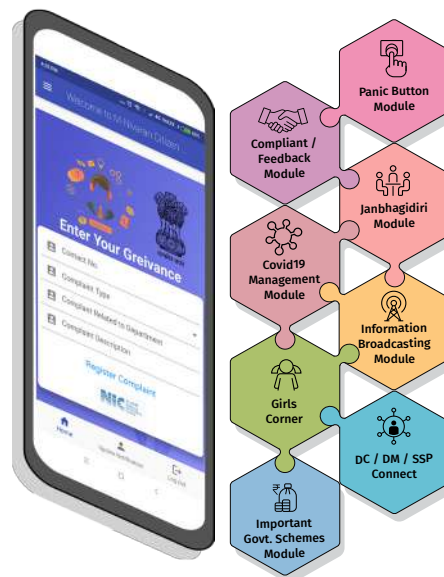 Welcome to M-Nivaran Citizen
Enter Your Greivance
Contact No.
Complaint Type
Complaint Related to Department
Complaint Description
Register Complaint
NIC
Home
Update Notification
Log out
Panic Button
Module
Compliant /
Feedback
Module
Janbhagidiri
Module
Covid19
Management
Module
Information
Broadcasting
Module
Girls
Corner
DC / DM / SSP
Connect
Important
Govt. Schemes
Module